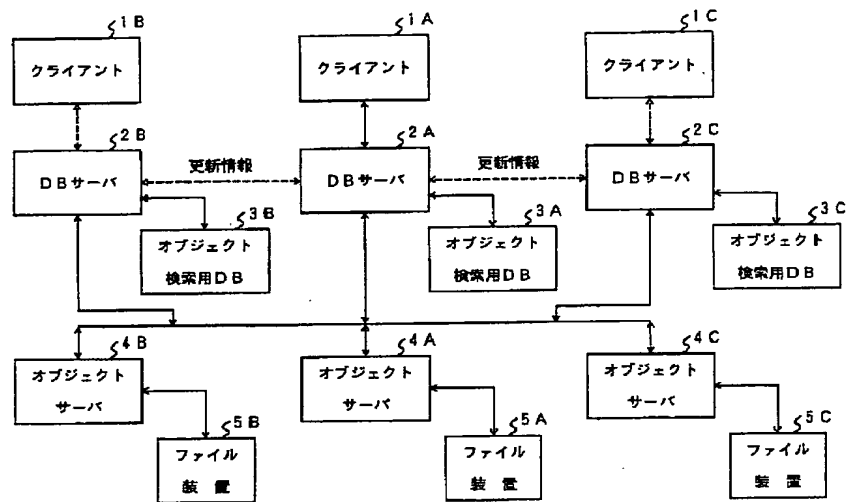 1B
1A
1C
クライアント
クライアント
クライアント
2B
2A
2C
更新情報
更新情報
DBサーバ
DBサーバ
DBサーバ
3B
3A
3C
オブジェクト
検索用DB
オブジェクト
検索用DB
オブジェクト
検索用DB
4B
4A
4C
オブジェクト
サーバ
オブジェクト
サーバ
オブジェクト
サーバ
5B
5A
5C
ファイル
装置
ファイル
装置
ファイル
装置